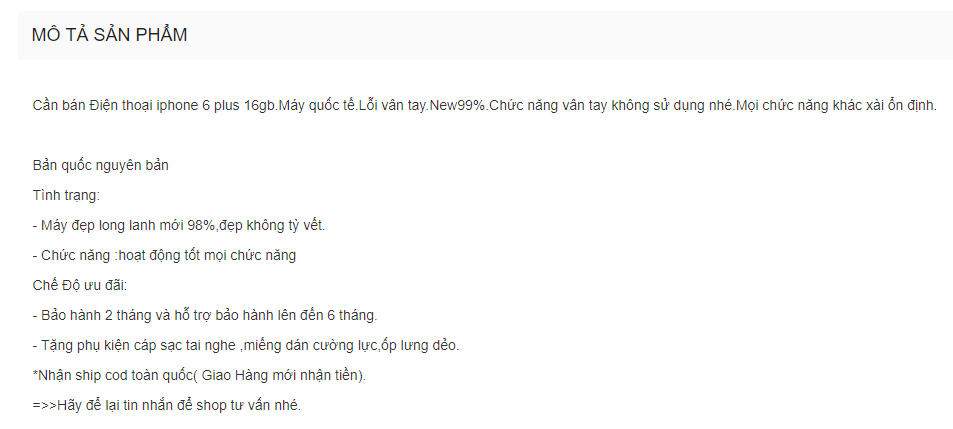 MÔ TẢ SẢN PHẨM
Cần bán Điện thoại iphone 6 plus 16gb.Máy quốc tế.Lỗi vân tay.New99%.Chức năng vân tay không sử dụng nhé.Mọi chức năng khác xài ổn định.
Bản quốc nguyên bản
Tình trạng:
- Máy đẹp long lanh mới 98%,đẹp không tỳ vết.
- Chức năng :hoạt động tốt mọi chức năng
Chế Độ ưu đãi:
- Bảo hành 2 tháng và hỗ trợ bảo hành lên đến 6 tháng.
- Tặng phụ kiện cáp sạc tai nghe ,miếng dán cường lực,ốp lưng dẻo.
*Nhận ship cod toàn quốc( Giao Hàng mới nhận tiền).
=>>Hãy để lại tin nhắn để shop tư vấn nhé.